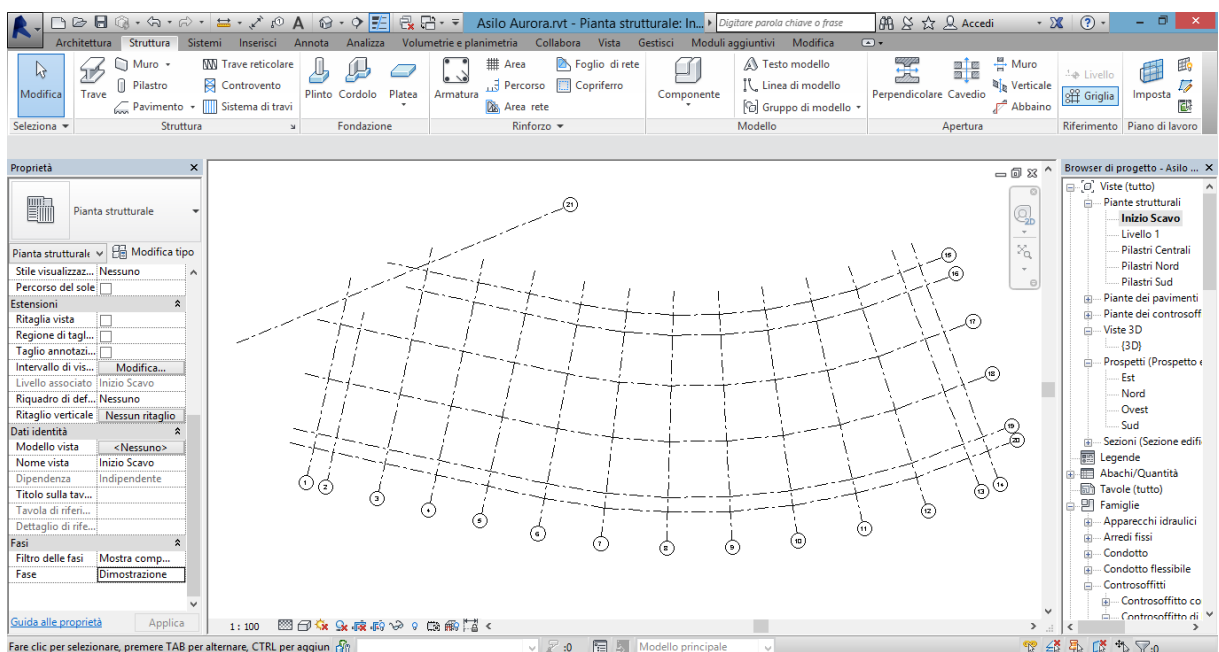 Asilo Aurora.rvt - Pianta strutturale: In... Digitare parola chiave o frase Accedi
Architettura Struttura Sistemi Inserisci Annota Analizza Volumetrie e planimetria Collabora Vista Gestisci Moduli aggiuntivi Modifica
Modifica
Trave
Muro
Pilastro
Pavimento
Trave reticolare
Controvento
Sistema di travi
Plinto Cordolo Platea
Armatura
Area
Percorso
Area rete
Foglio di rete
Copriferro
Componente
Testo modello
Linea di modello
Gruppo di modello
Perpendicolare Cavedio
Muro
Verticale
Abbaino
Livello
Griglia
Imposta
Seleziona Struttura Fondazione Rinforzo Modello Apertura Riferimento Piano di lavoro
Proprietà
Pianta strutturale
Pianta strutturale Modifica tipo
Stile visualizzaz... Nessuno
Percorso del sole
Estensioni
Ritaglia vista
Regione di tagl...
Taglio annotazi...
Intervallo di vis... Modifica...
Livello associato Inizio Scavo
Riquadro di def... Nessuno
Ritaglio verticale Nessun ritaglio
Dati identità
Modello vista <Nessuno>
Nome vista Inizio Scavo
Dipendenza Indipendente
Titolo sulla tav...
Tavola di riferi...
Dettaglio di rife...
Fasi
Filtro delle fasi Mostra comp...
Fase Dimostrazione
Guida alle proprietà Applica
21
15
16
17
18
19
20
1
2
3
4
5
6
7
8
9
10
11
12
13
14
2D
1 : 100
Browser di progetto - Asilo ...
Viste (tutto)
Piante strutturali
Inizio Scavo
Livello 1
Pilastri Centrali
Pilastri Nord
Pilastri Sud
Piante dei pavimenti
Piante dei controsoff
Viste 3D
{3D}
Prospetti (Prospetto e
Est
Nord
Ovest
Sud
Sezioni (Sezione edifi
Legende
Abachi/Quantità
Tavole (tutto)
Famiglie
Apparecchi idraulici
Arredi fissi
Condotto
Condotto flessibile
Controsoffitti
Controsoffitto co
Controsoffitto di
Fare clic per selezionare, premere TAB per alternare, CTRL per aggiun :0 Modello principale :0